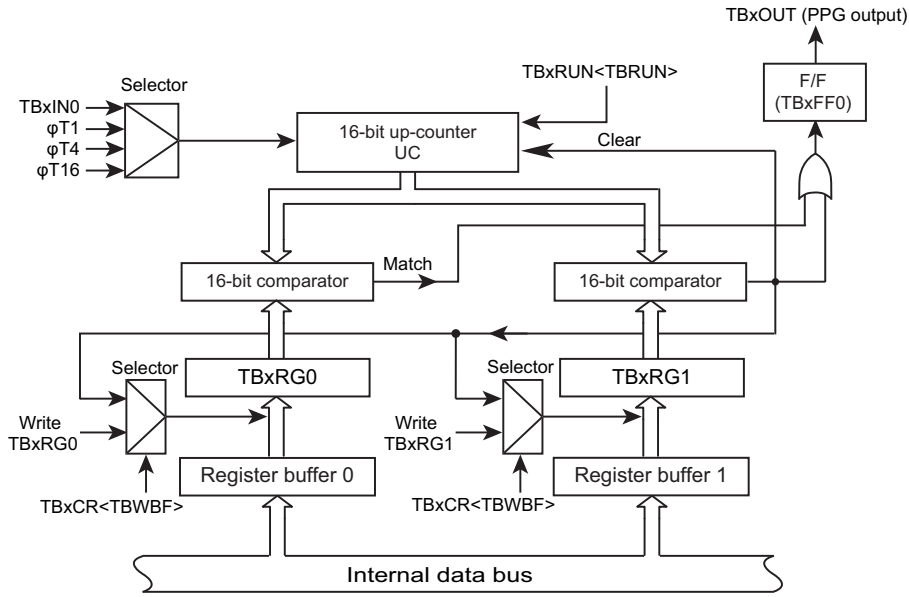 TBxOUT (PPG output)
F/F
(TBxFF0)
Selector
TBxRUN<TBRUN>
TBxIN0
φT1
φT4
φT16
16-bit up-counter
UC
Clear
16-bit comparator
Match
16-bit comparator
Selector
TBxRG0
Selector
TBxRG1
Write
TBxRG0
Write
TBxRG1
Register buffer 0
Register buffer 1
TBxCR<TBWBF>
TBxCR<TBWBF>
Internal data bus